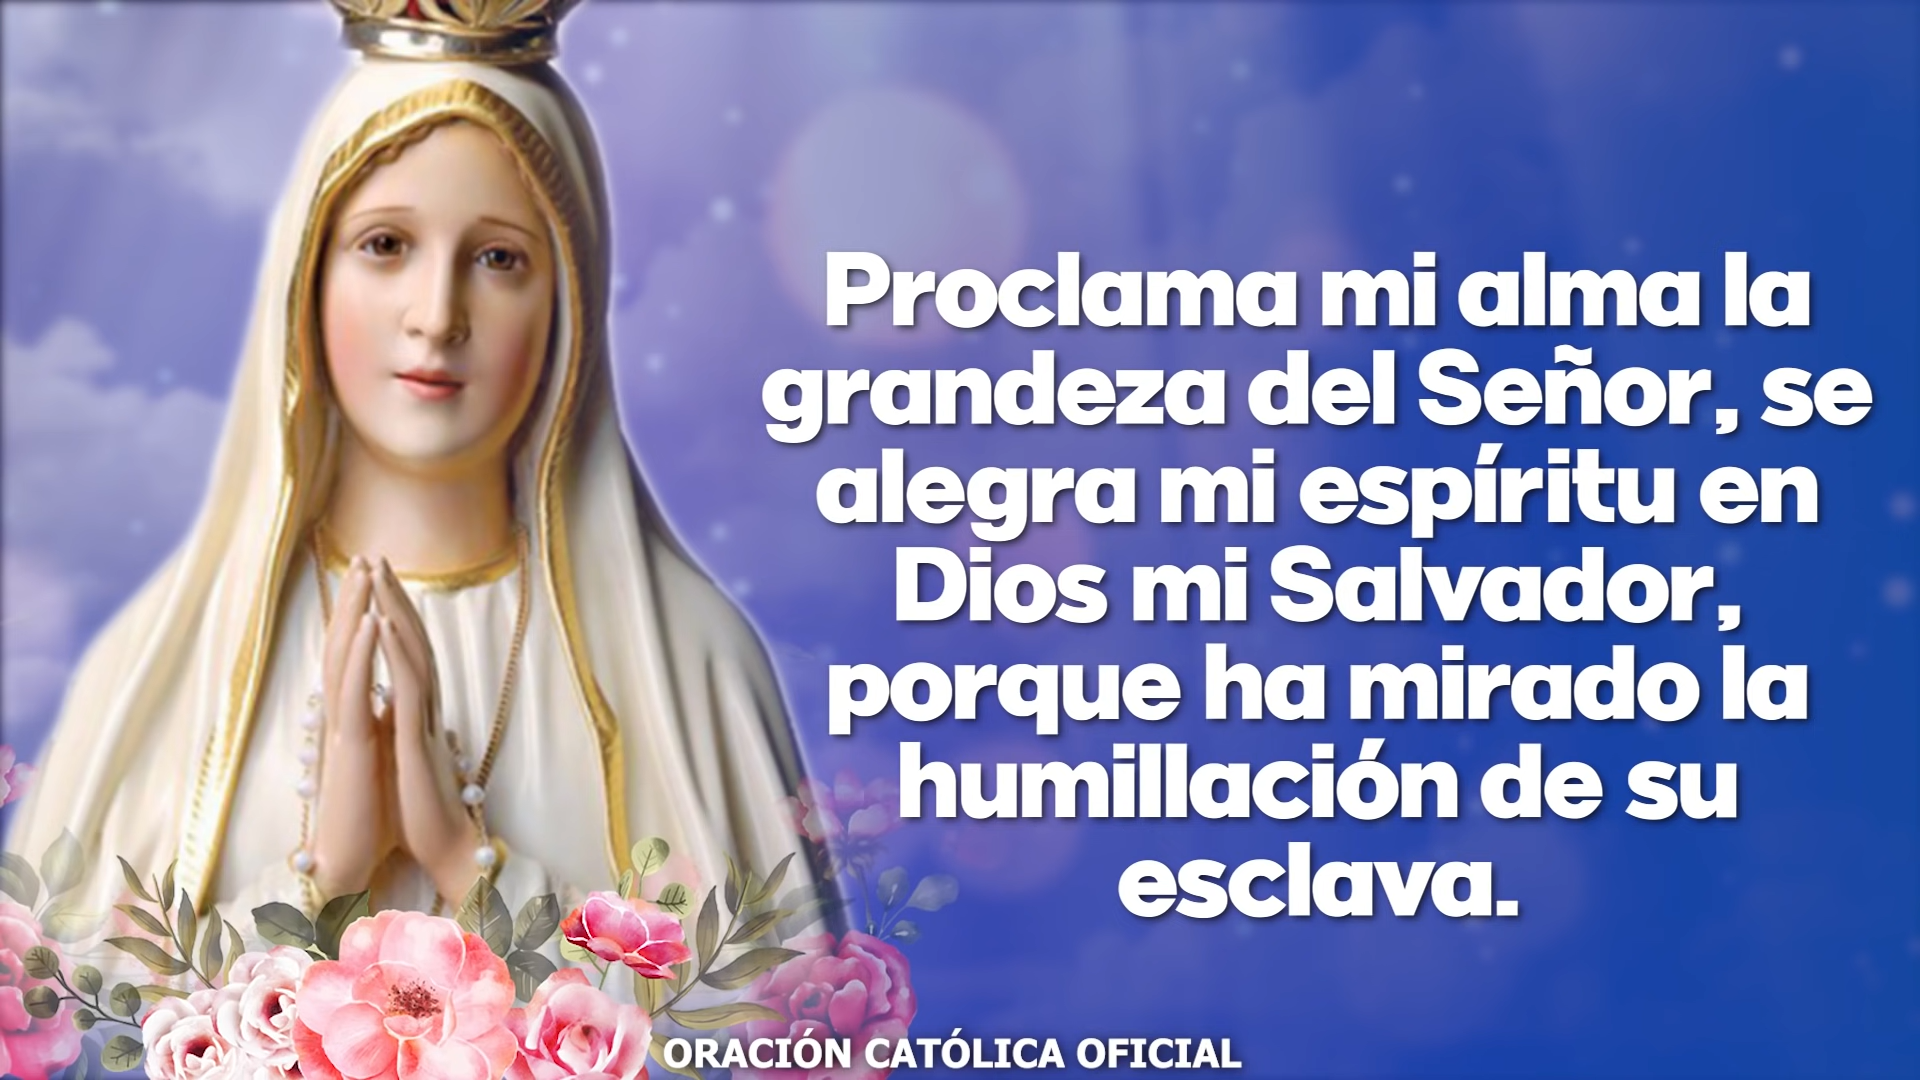 Proclama mi alma la
grandeza del Señor, se
alegra mi espíritu en
Dios mi Salvador,
porque ha mirado la
humillación de su
esclava.
ORACIÓN CATÓLICA OFICIAL